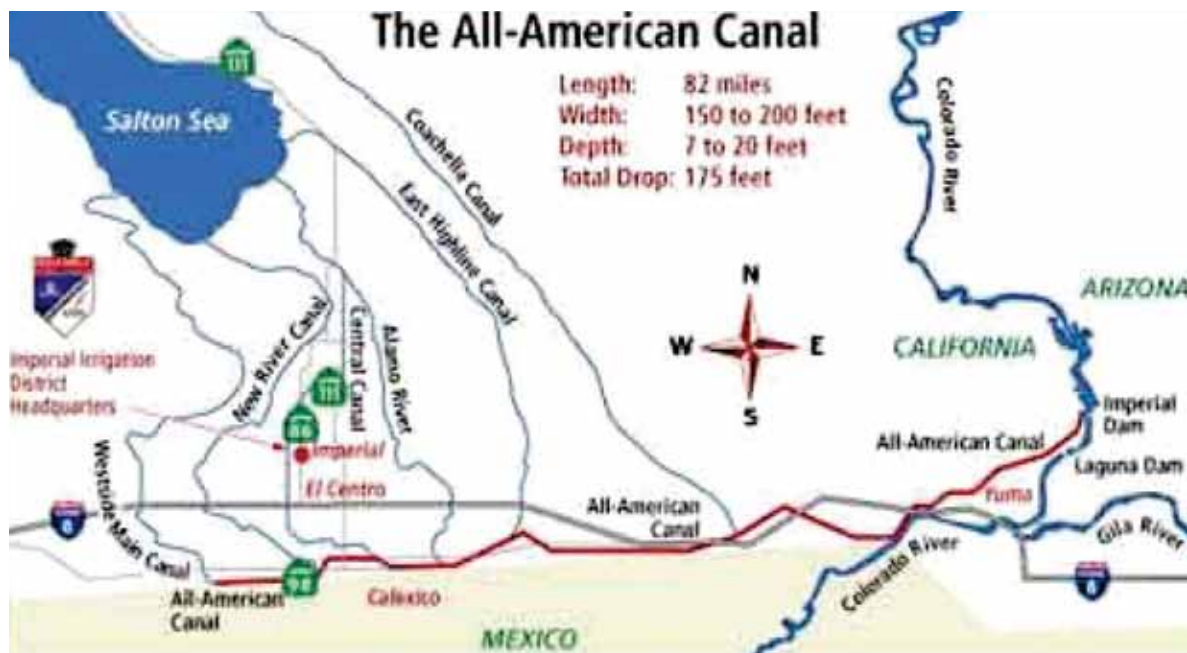 The All-American Canal
Length: 82 miles
Width: 150 to 200 feet
Depth: 7 to 20 feet
Total Drop: 175 feet
111
Salton Sea
Coachella Canal
East Highline Canal
Colorado River
ARIZONA
CALIFORNIA
N
W E
S
Imperial Irrigation
District
Headquarters
New River Canal
Central Canal
Alamo River
111
86
Imperial
El Centro
Westside Main Canal
8
All-American
Canal
98
Calexico
MEXICO
All-American
Canal
All-American Canal
Imperial
Dam
Laguna Dam
Yuma
Gila River
Colorado River
8